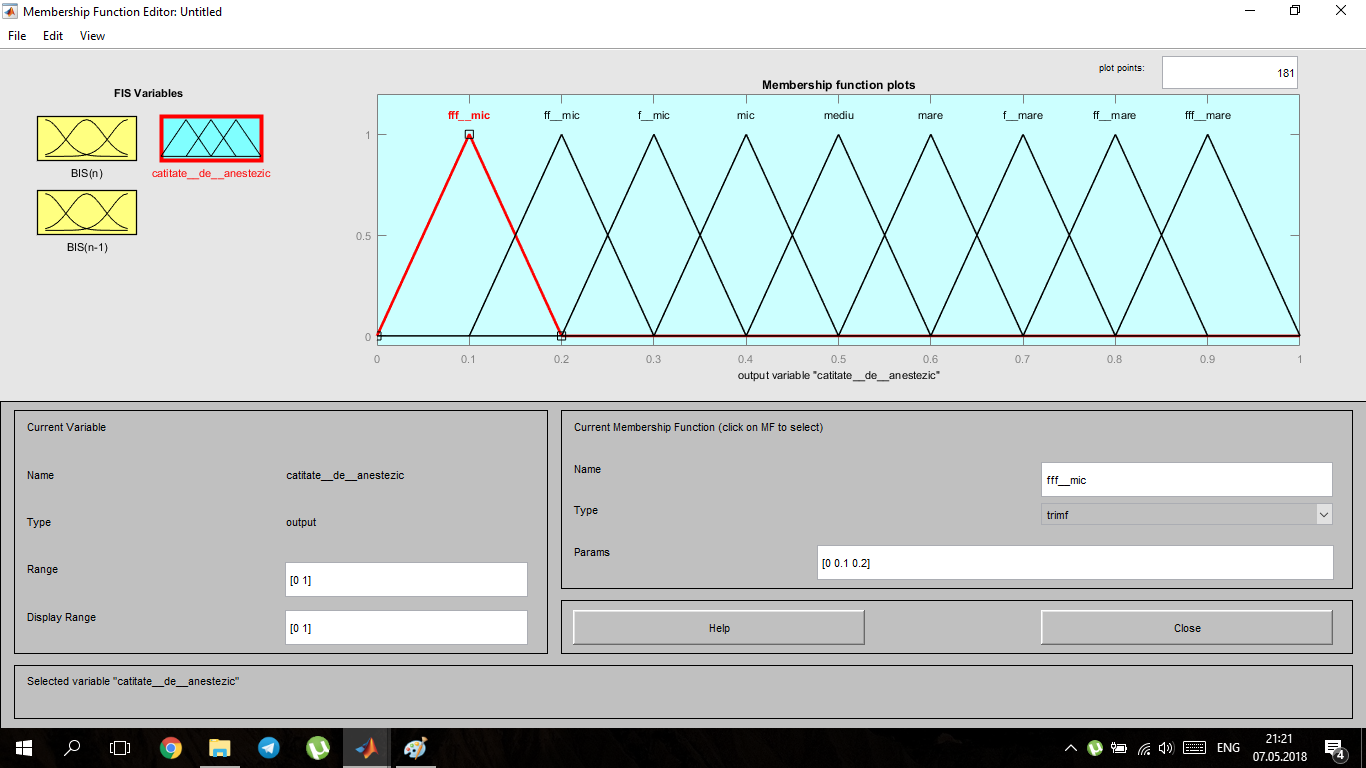 Membership Function Editor: Untitled
File Edit View
FIS Variables
BIS(n)
catitate__de__anestezic
BIS(n-1)
plot points:
181
Membership function plots
fff__mic ff__mic f__mic mic mediu mare f__mare ff__mare fff__mare
1
0.5
0
0 0.1 0.2 0.3 0.4 0.5 0.6 0.7 0.8 0.9 1
output variable "catitate__de__anestezic"
Current Variable
Name catitate__de__anestezic
Type output
Range [0 1]
Display Range [0 1]
Current Membership Function (click on MF to select)
Name fff__mic
Type trimf
Params [0 0.1 0.2]
Help Close
Selected variable "catitate__de__anestezic"
ENG
21:21
07.05.2018
4